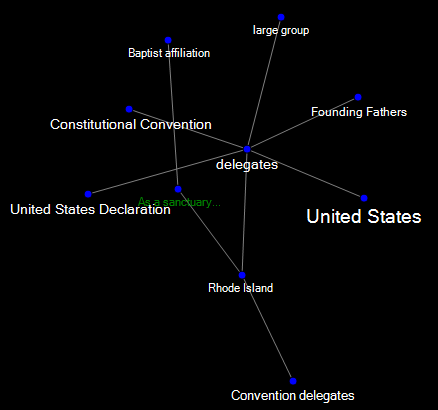 large group
Baptist affiliation
Founding Fathers
Constitutional Convention
delegates
As a sanctuary...
United States Declaration
United States
Rhode Island
Convention delegates